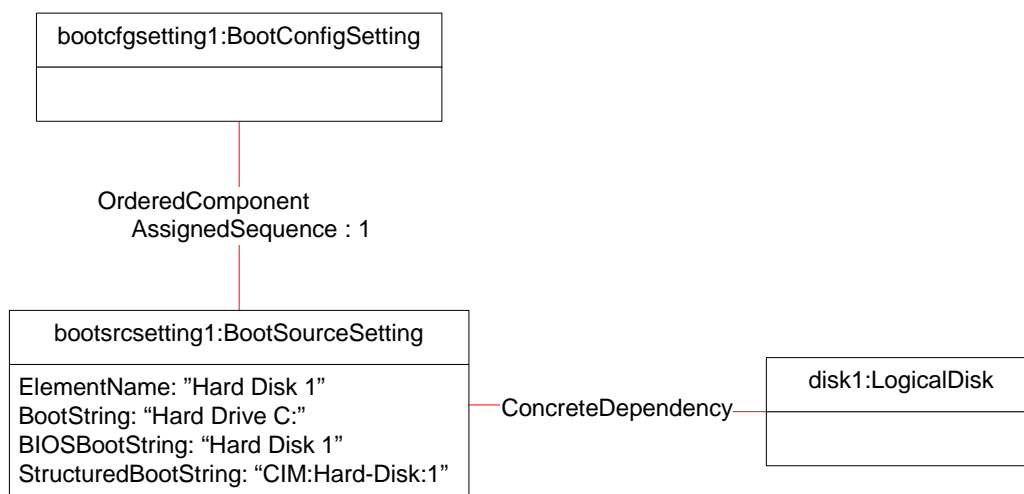 bootcfgsetting1:BootConfigSetting
OrderedComponent
AssignedSequence : 1
bootsrcsetting1:BootSourceSetting
ElementName: ”Hard Disk 1”
BootString: “Hard Drive C:”
BIOSBootString: “Hard Disk 1”
StructuredBootString: “CIM:Hard-Disk:1”
ConcreteDependency
disk1:LogicalDisk